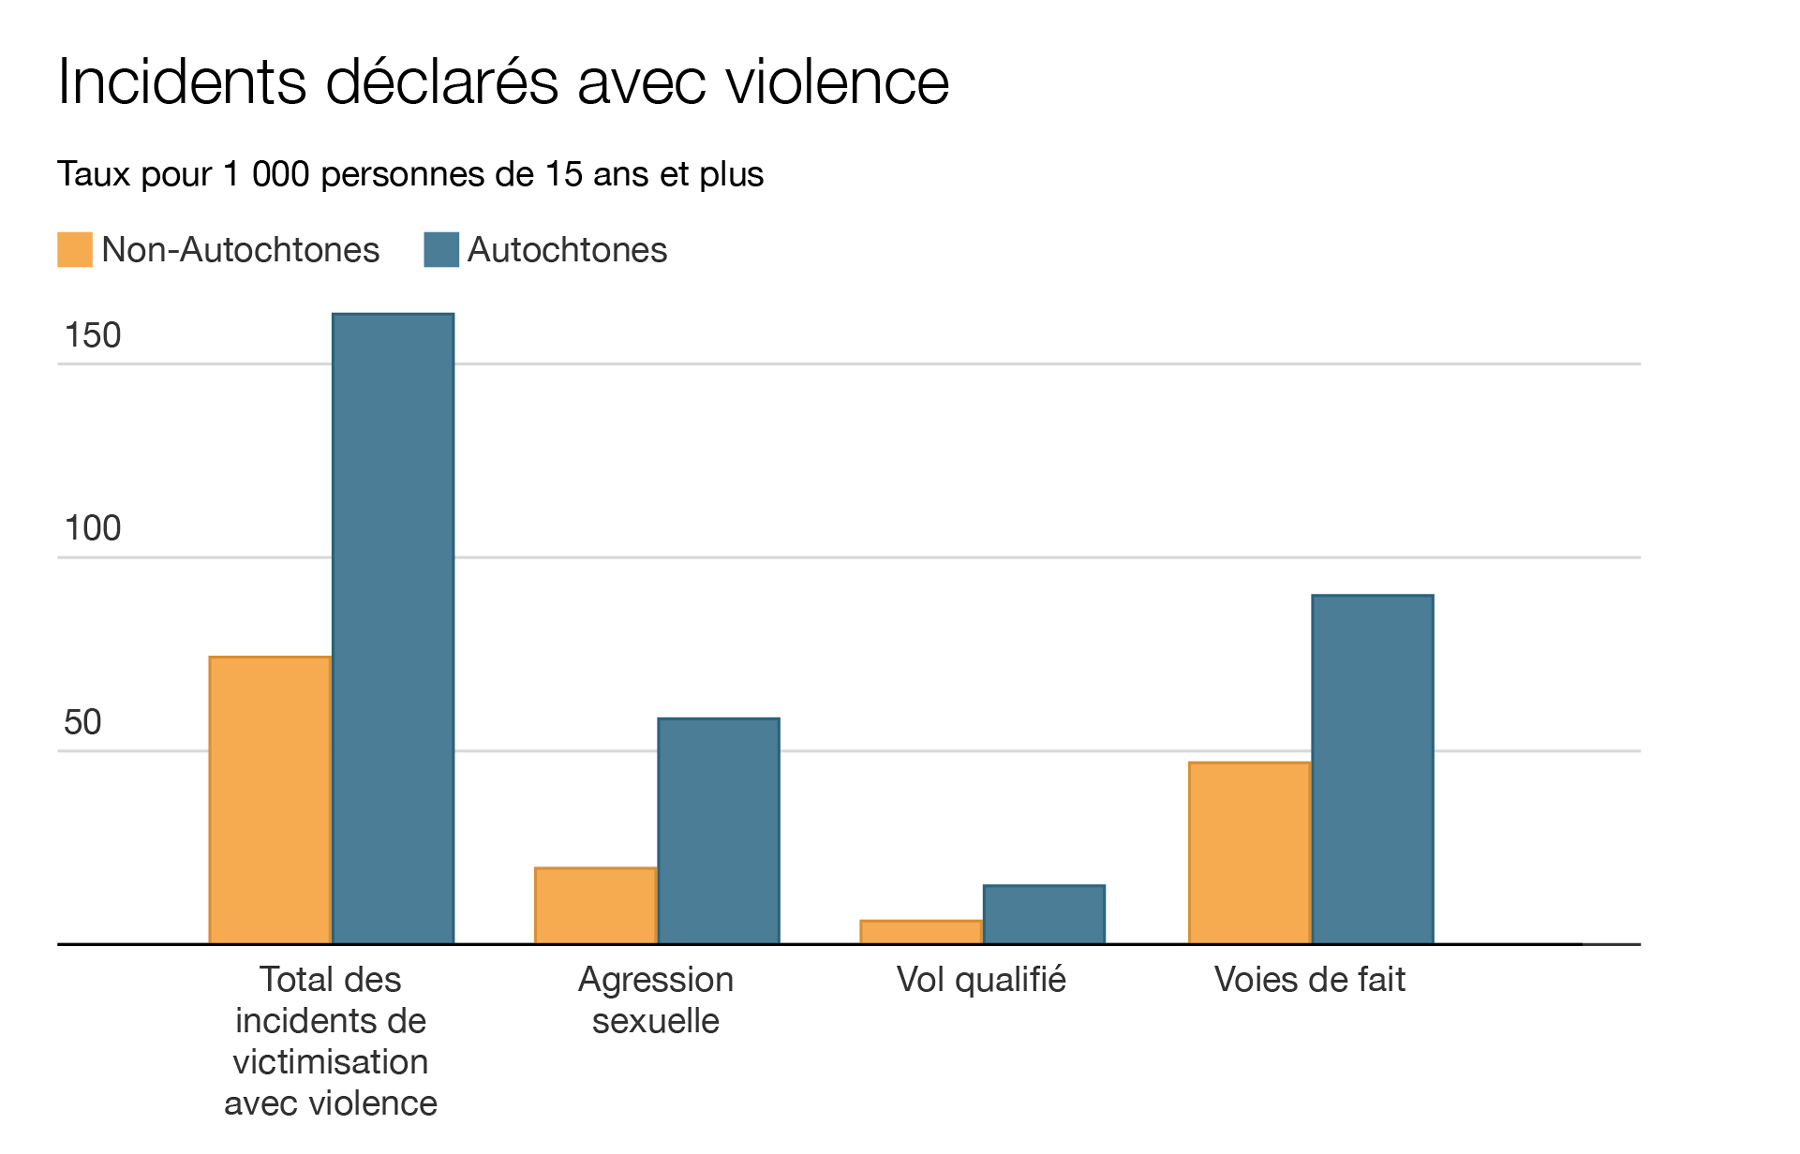 Incidents déclarés avec violence
Taux pour 1 000 personnes de 15 ans et plus
Non-Autochtones
Autochtones
150
100
50
Total des
incidents de
victimisation
avec violence
Agression
sexuelle
Vol qualifié
Voies de fait